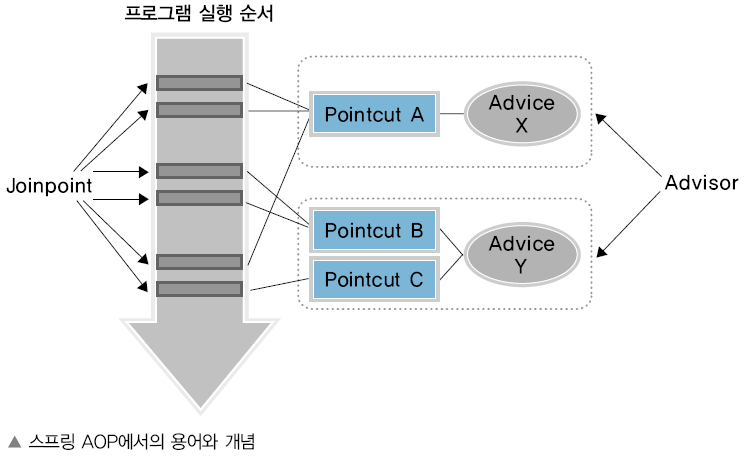 프로그램 실행 순서
Pointcut A
Advice
X
Joinpoint
Advisor
Pointcut B
Advice
Y
Pointcut C
▲ 스프링 AOP에서의 용어와 개념